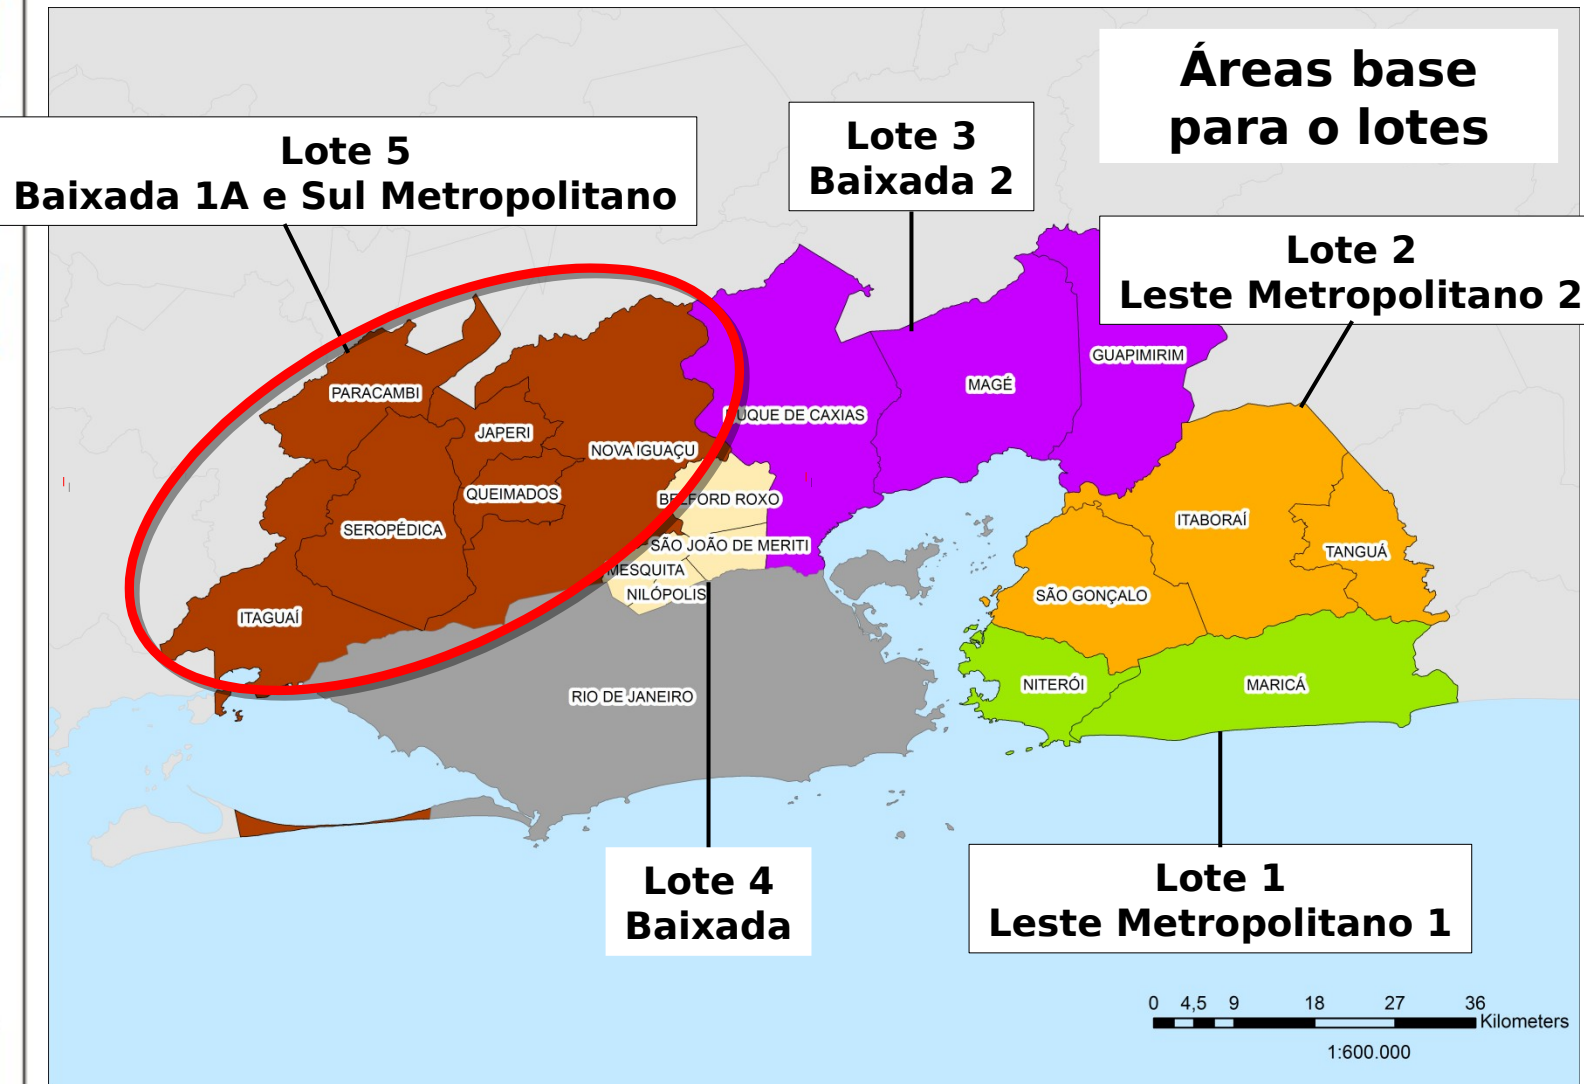 Áreas base
para o lotes
Lote 5
Baixada 1A e Sul Metropolitano
Lote 3
Baixada 2
Lote 2
Leste Metropolitano 2
GUAPIMIRIM
MAGÉ
PARACAMBI
DUQUE DE CAXIAS
JAPERI
NOVA IGUAÇU
QUEIMADOS
BELFORD ROXO
SEROPÉDICA
ITABORAÍ
SÃO JOÃO DE MERITI
TANGUÁ
MESQUITA
NILÓPOLIS
SÃO GONÇALO
ITAGUAÍ
RIO DE JANEIRO
NITERÓI
MARICÁ
Lote 4
Baixada
Lote 1
Leste Metropolitano 1
0 4,5 9 18 27 36
Kilometers
1:600.000